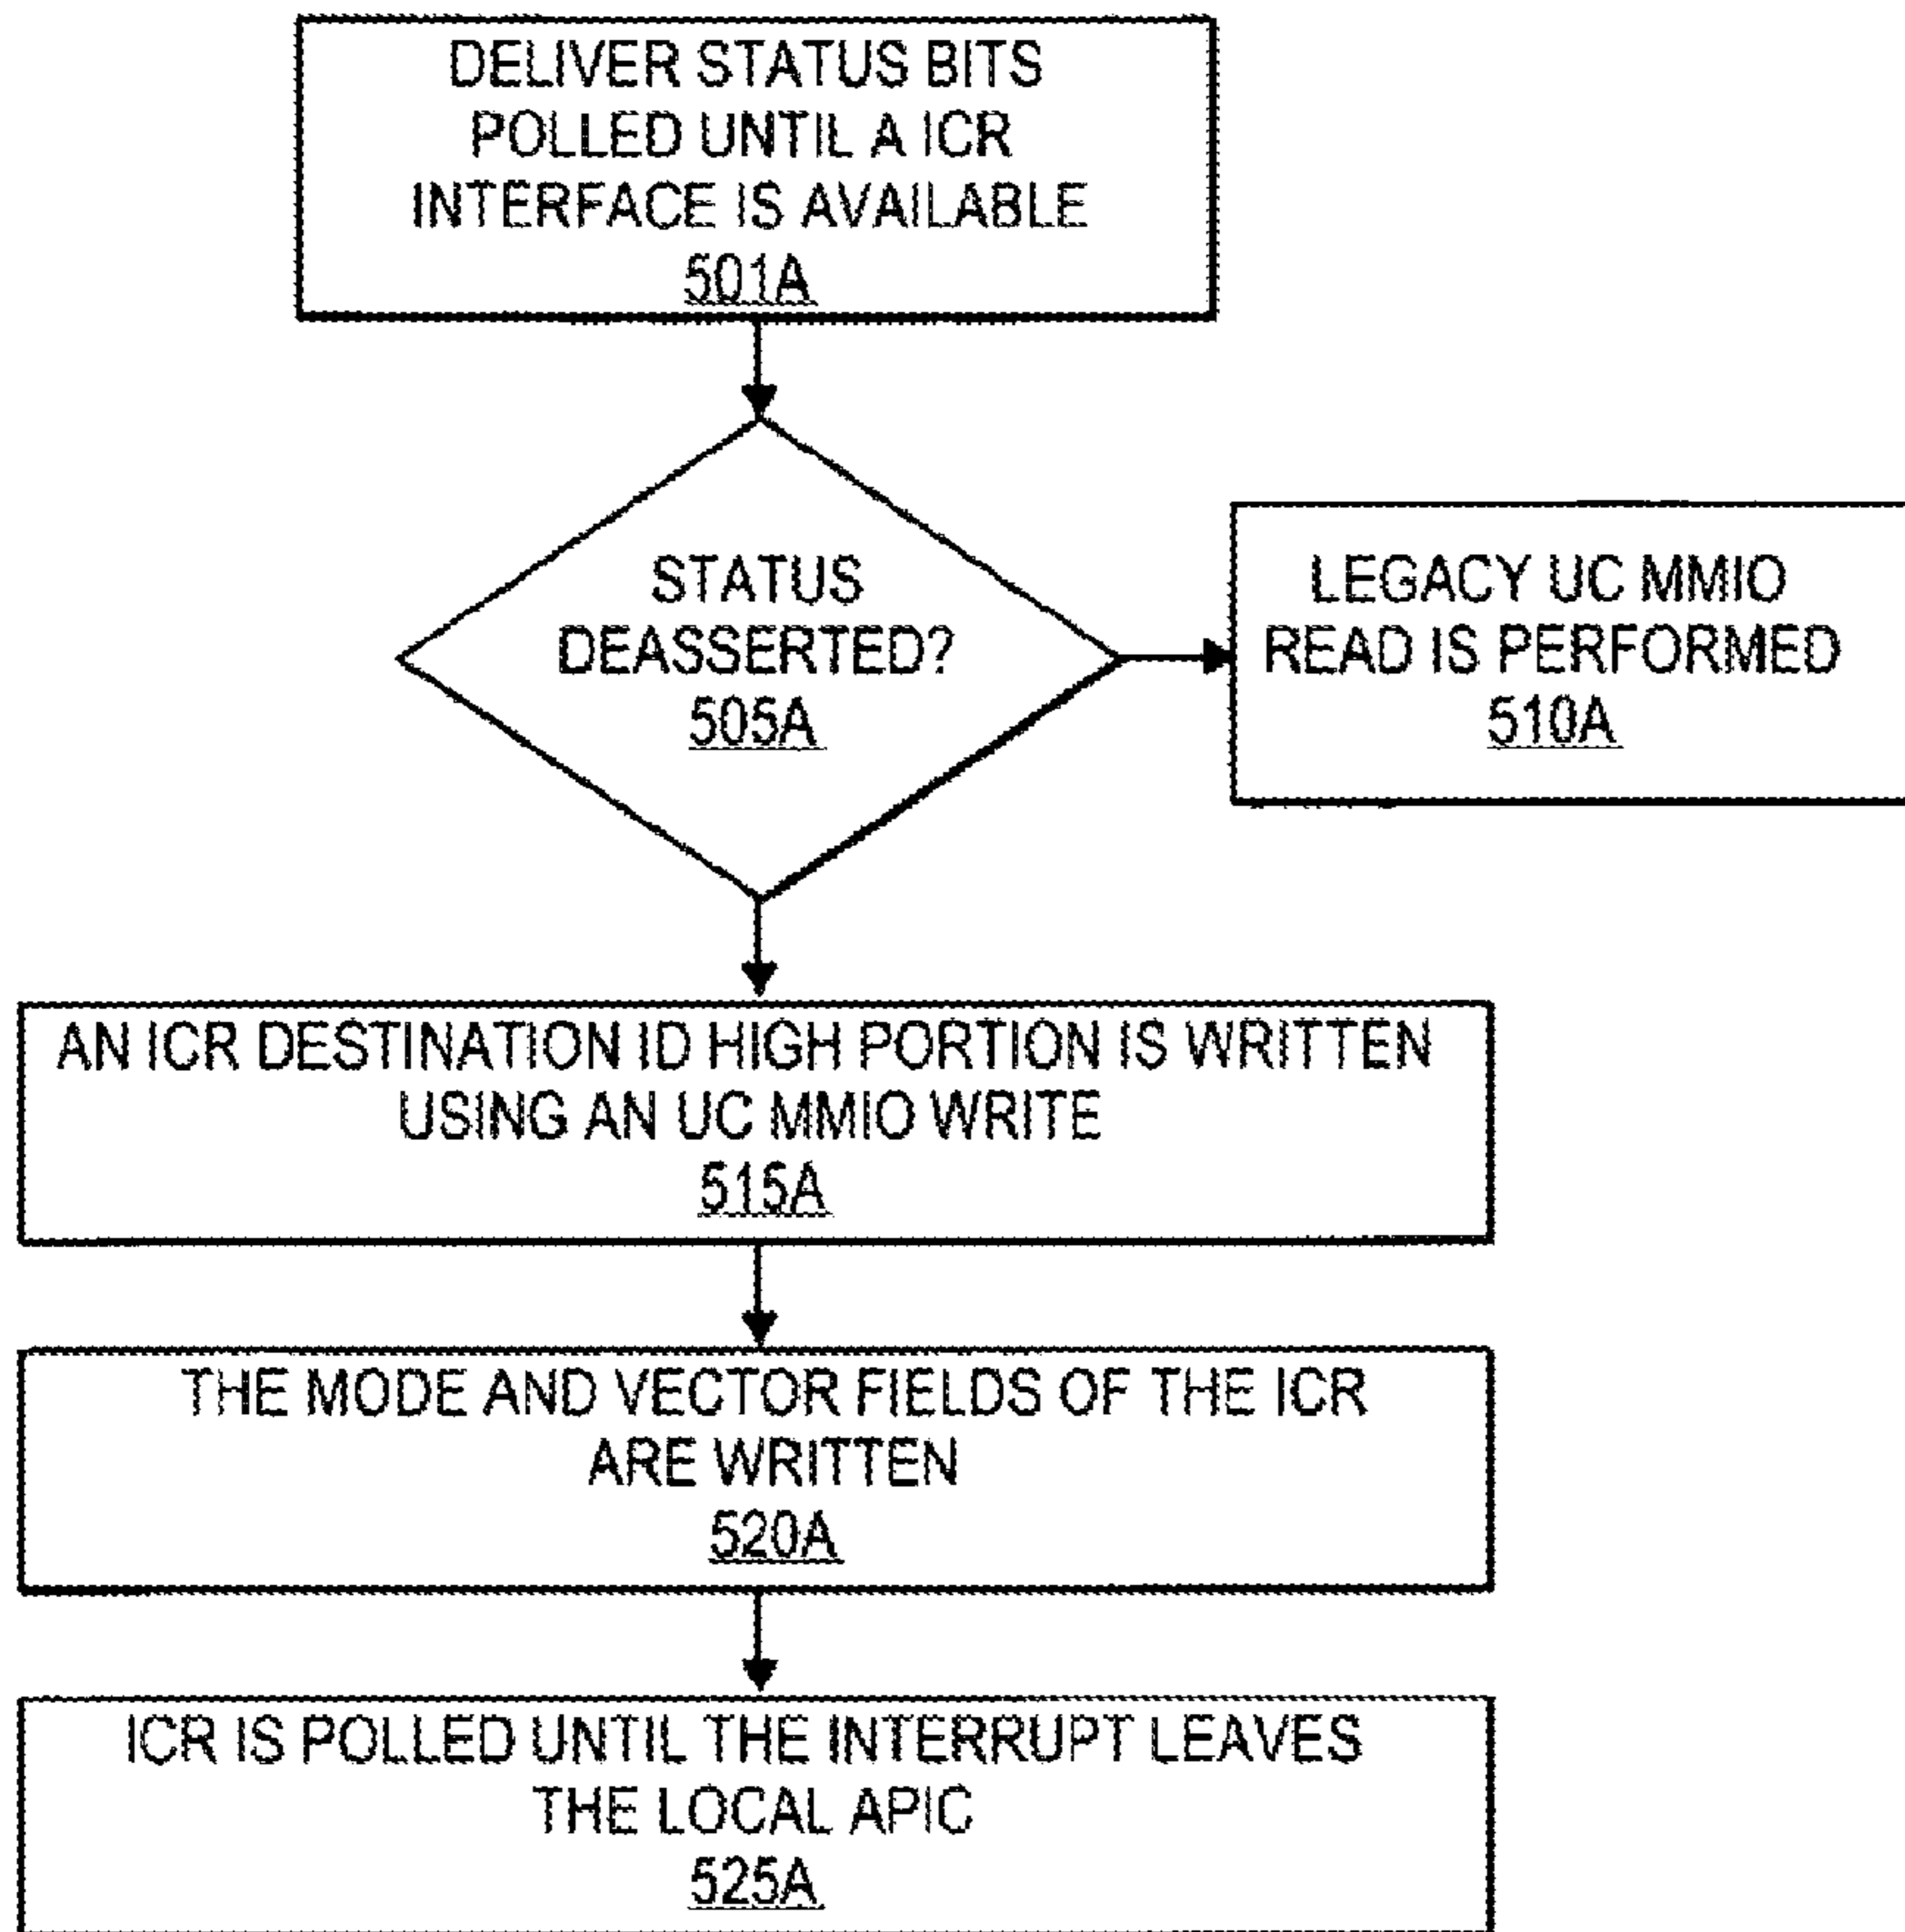 DELIVER STATUS BITS
POLLED UNTIL A ICR
INTERFACE IS AVAILABLE
501A
STATUS
DEASSERTED?
505A
LEGACY UC MMIO
READ IS PERFORMED
510A
AN ICR DESTINATION ID HIGH PORTION IS WRITTEN
USING AN UC MMIO WRITE
515A
THE MODE AND VECTOR FIELDS OF THE ICR
ARE WRITTEN
520A
ICR IS POLLED UNTIL THE INTERRUPT LEAVES
THE LOCAL APIC
525A